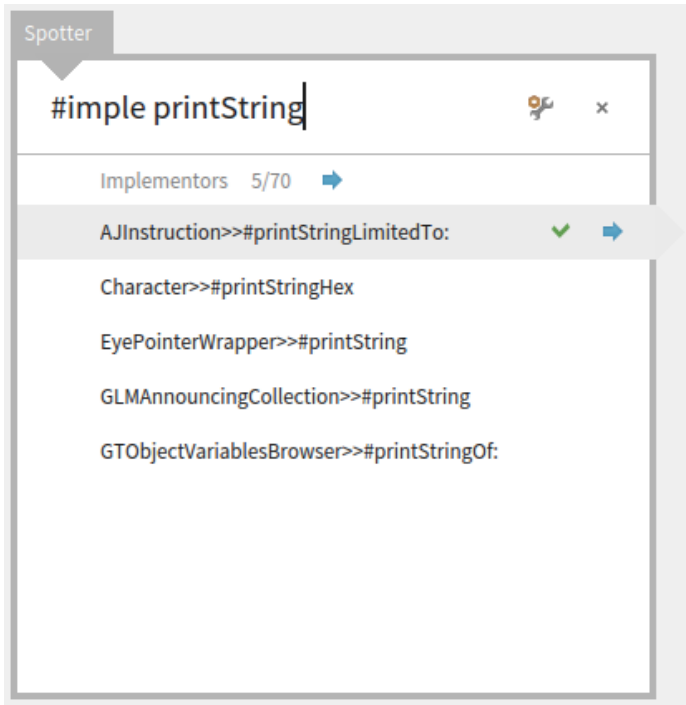 Spotter
#imple printString
Implementors 5/70
AJInstruction>>#printStringLimitedTo:
Character>>#printStringHex
EyePointerWrapper>>#printString
GLMAnnouncingCollection>>#printString
GTObjectVariablesBrowser>>#printStringOf: